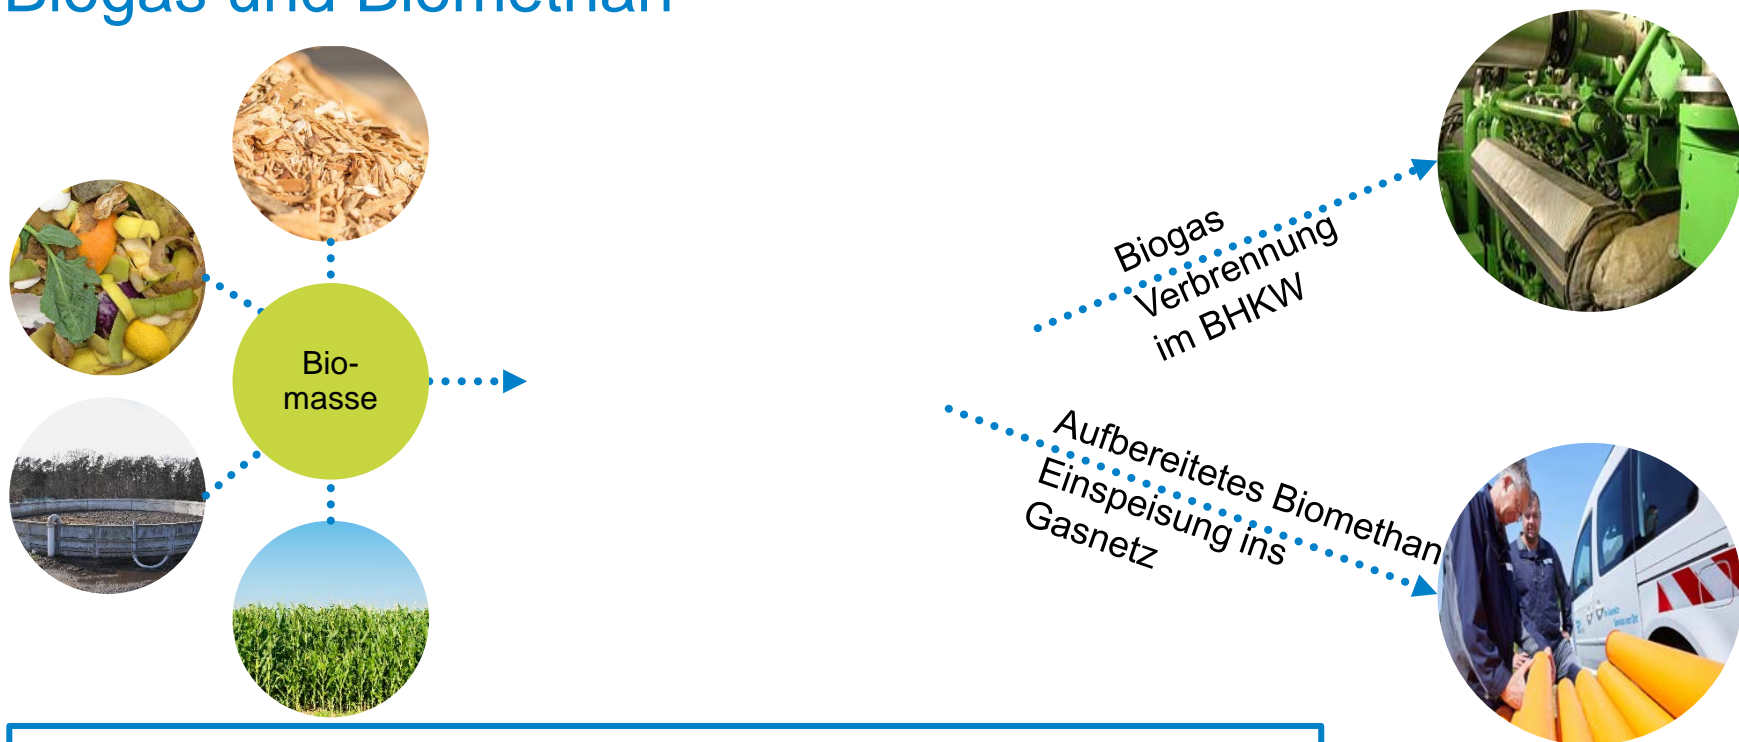 Biogas und Biomethan
Bio-
masse
Biogas
Verbrennung
im BHKW
Aufbereitetes Biomethan
Einspeisung ins
Gasnetz